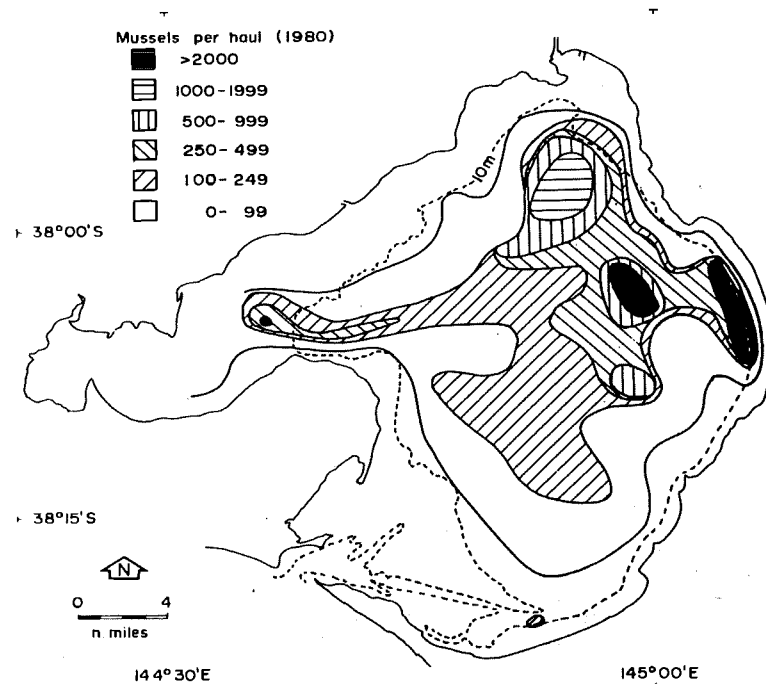 Mussels per haul (1980)
>2000
1000-1999
500-999
250-499
100-249
0-99
10m
38°00'S
38°15'S
N
0 4
n miles
144°30'E
145°00'E